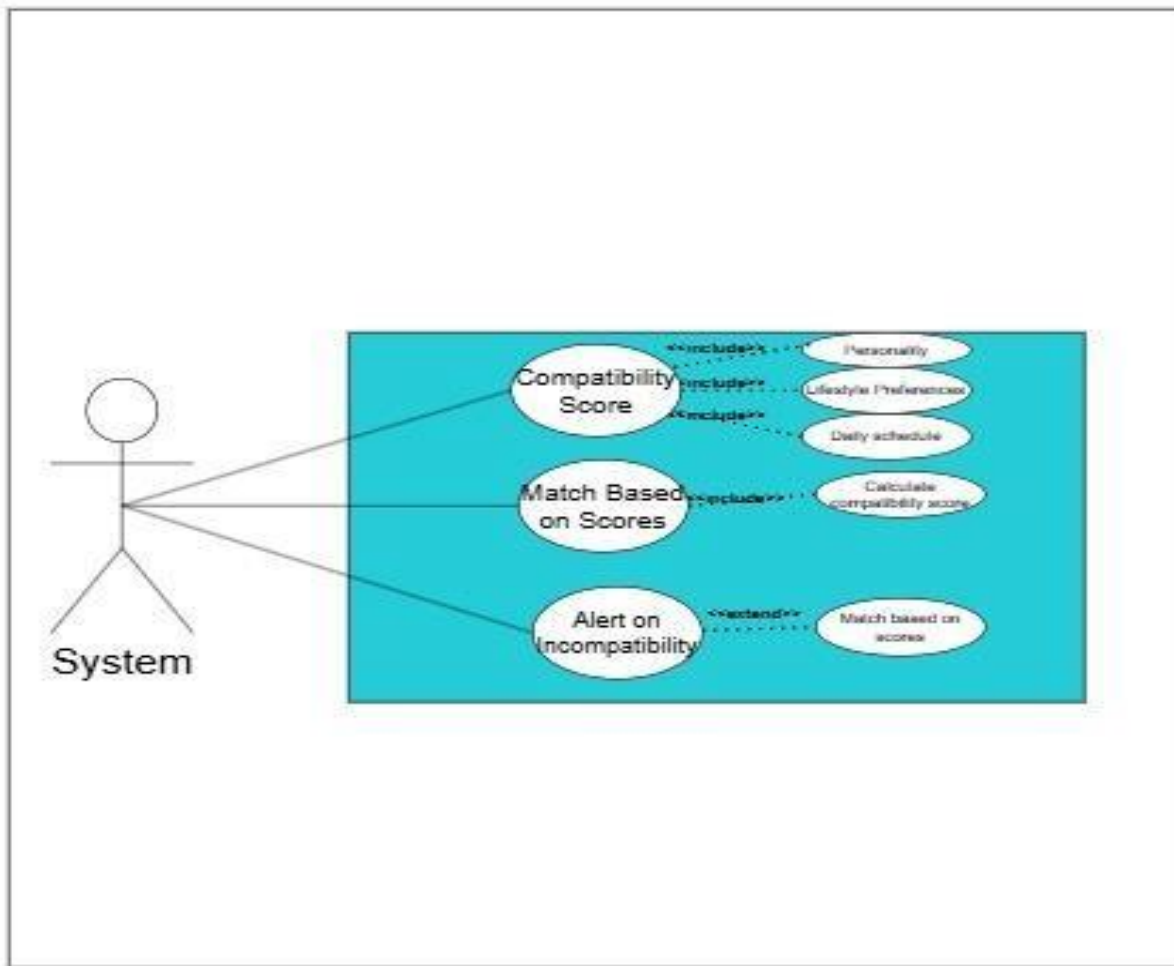 <<include>>
Personality
Compatibility
Score
<<include>>
Lifestyle Preferences
<<include>>
Daily schedule
Match Based
on Scores
<<include>>
Calculate
compatibility score
Alert on
Incompatibility
<<extend>>
Match based on
scores
System